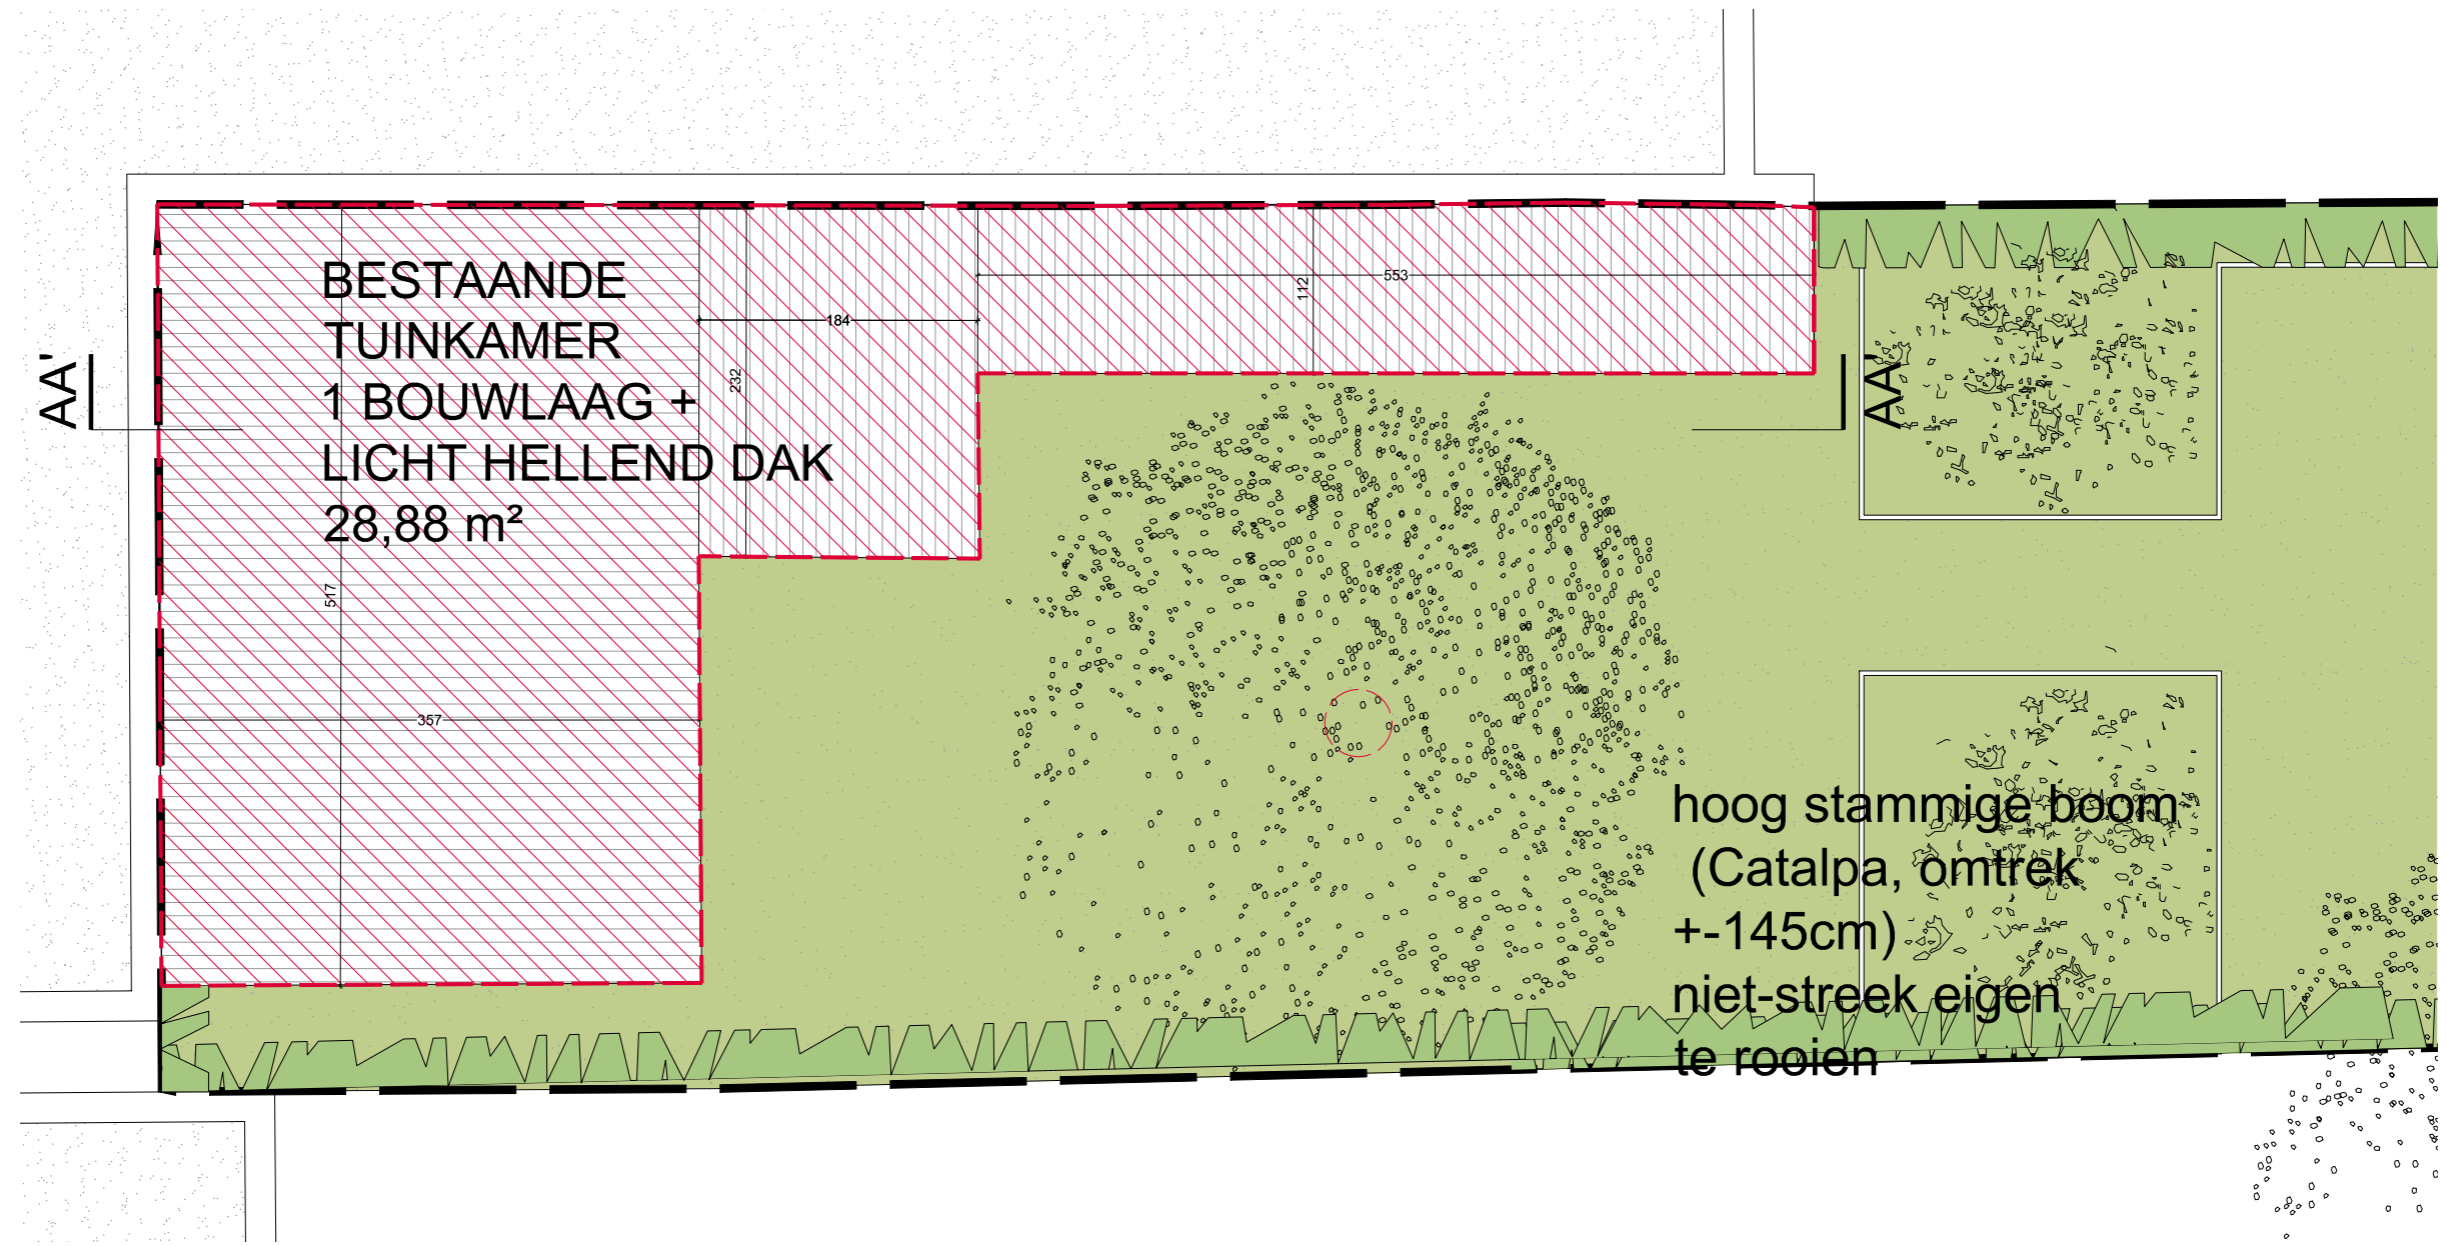 BESTAANDE
TUINKAMER
1 BOUWLAAG +
LICHT HELLEND DAK
28,88 m²
AA'
AA'
553
112
184
232
517
357
hoog stammige boom
(Catalpa, omtrek
+-145cm)
niet-streek eigen
te rooien